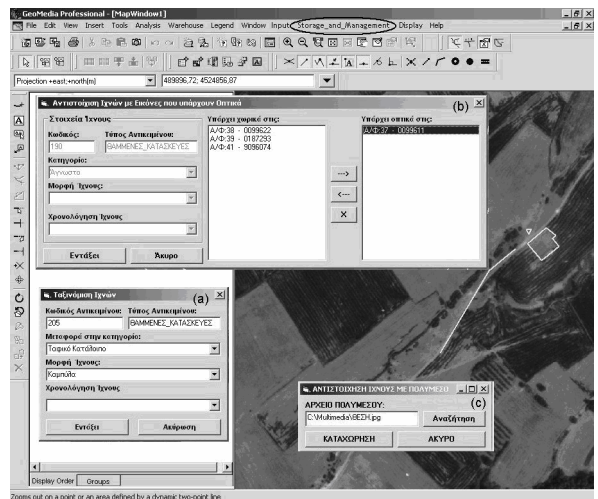 GeoMedia Professional - [MapWindow1]
File Edit View Insert Tools Analysis Warehouse Legend Window Input Storage_and_Management Display Help
Projection +east;+north(m) 489896,72; 4524856,87
Αντιστοίχιση Ιχνών με Εικόνες που υπάρχουν Οπτικά (b)
Στοιχεία Ίχνους
Κωδικός: Τύπος Αντικειμένου:
190 ΘΑΜΜΕΝΕΣ_ΚΑΤΑΣΚΕΥΕΣ
Κατηγορία:
Άγνωστο
Μορφή Ίχνους:
Χρονολόγηση Ίχνους
Εντάξει Άκυρο
Υπάρχει χωρικά στις:
Α/Φ:38 - 0099622
Α/Φ:39 - 0187293
Α/Φ:41 - 9096074
--->
<---
X
Υπάρχει οπτικά στις:
Α/Φ:37 - 0099611
Ταξινόμιση Ιχνών (a)
Κωδικός Αντικειμένου: Τύπος Αντικειμένου:
205 ΘΑΜΜΕΝΕΣ_ΚΑΤΑΣΚΕΥΕΣ
Μεταφορά στην κατηγορία:
Ταφικό Κατάλοιπο
Μορφή Ίχνους:
Καμπύλο
Χρονολόγηση Ίχνους
Εντάξει Ακύρωση
ΑΝΤΙΣΤΟΙΧΗΣΗ ΙΧΝΟΥΣ ΜΕ ΠΟΛΥΜΕΣΟ
ΑΡΧΕΙΟ ΠΟΛΥΜΕΣΟΥ: (c)
C:\Multimedia\ΘΕΣΗ.jpg Αναζήτηση
ΚΑΤΑΧΩΡΗΣΗ ΑΚΥΡΟ
Display Order Groups
Zooms out on a point or an area defined by a dynamic two-point line